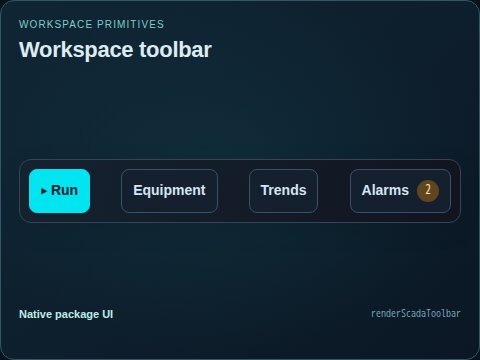 WORKSPACE PRIMITIVES
Workspace toolbar
▸ Run Equipment Trends Alarms 2
Native package UI renderScadaToolbar